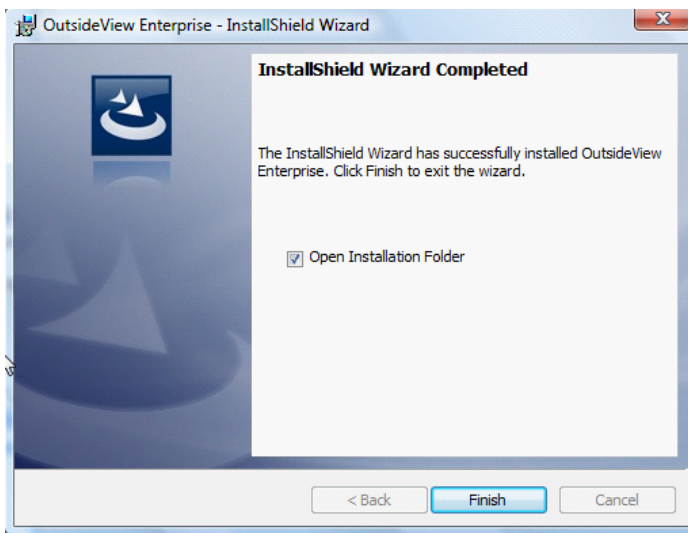 OutsideView Enterprise - InstallShield Wizard
InstallShield Wizard Completed
The InstallShield Wizard has successfully installed OutsideView
Enterprise. Click Finish to exit the wizard.
Open Installation Folder
< Back Finish Cancel